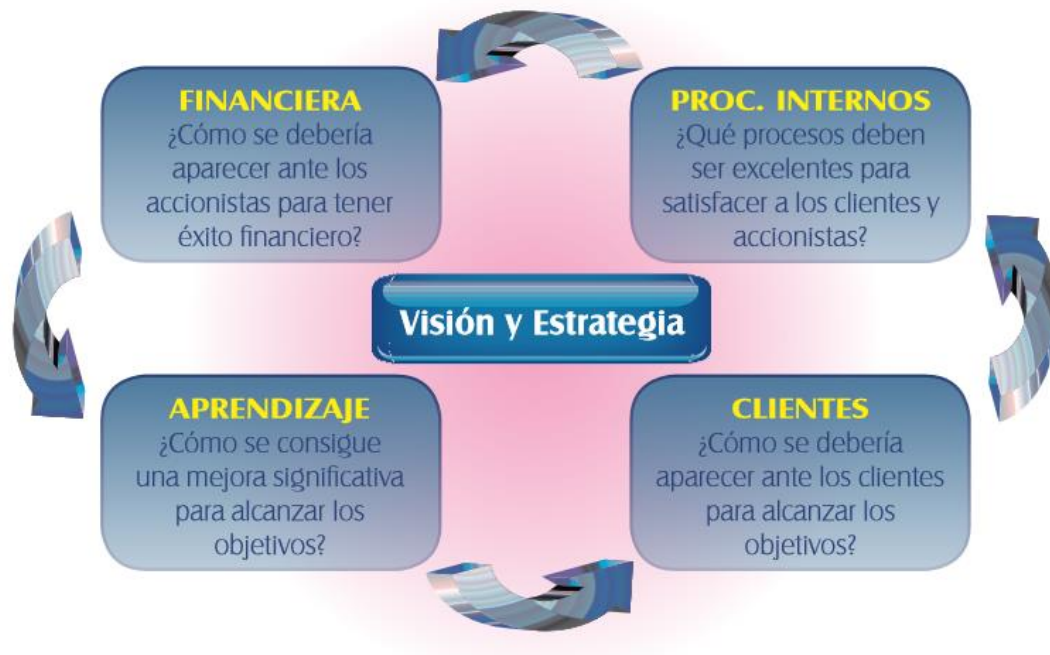 FINANCIERA
¿Cómo se debería
aparecer ante los
accionistas para tener
éxito financiero?
PROC. INTERNOS
¿Qué procesos deben
ser excelentes para
satisfacer a los clientes y
accionistas?
Visión y Estrategia
APRENDIZAJE
¿Cómo se consigue
una mejora significativa
para alcanzar los
objetivos?
CLIENTES
¿Cómo se debería
aparecer ante los clientes
para alcanzar los
objetivos?